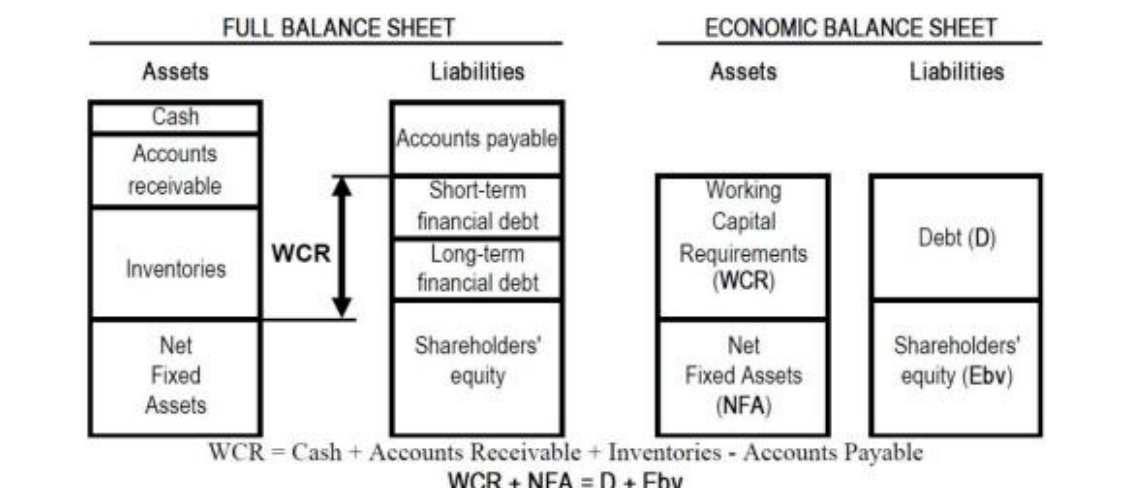 FULL BALANCE SHEET
ECONOMIC BALANCE SHEET
Assets
Liabilities
Assets
Liabilities
Cash
Accounts
receivable
Inventories
Net
Fixed
Assets
WCR
Accounts payable
Short-term
financial debt
Long-term
financial debt
Shareholders'
equity
Working
Capital
Requirements
(WCR)
Net
Fixed Assets
(NFA)
Debt (D)
Shareholders'
equity (Ebv)
WCR = Cash + Accounts Receivable + Inventories - Accounts Payable
WCR + NFA = D + Ebv